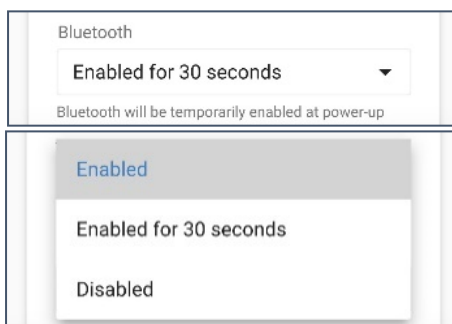 Bluetooth
Enabled for 30 seconds
Bluetooth will be temporarily enabled at power-up
Enabled
Enabled for 30 seconds
Disabled